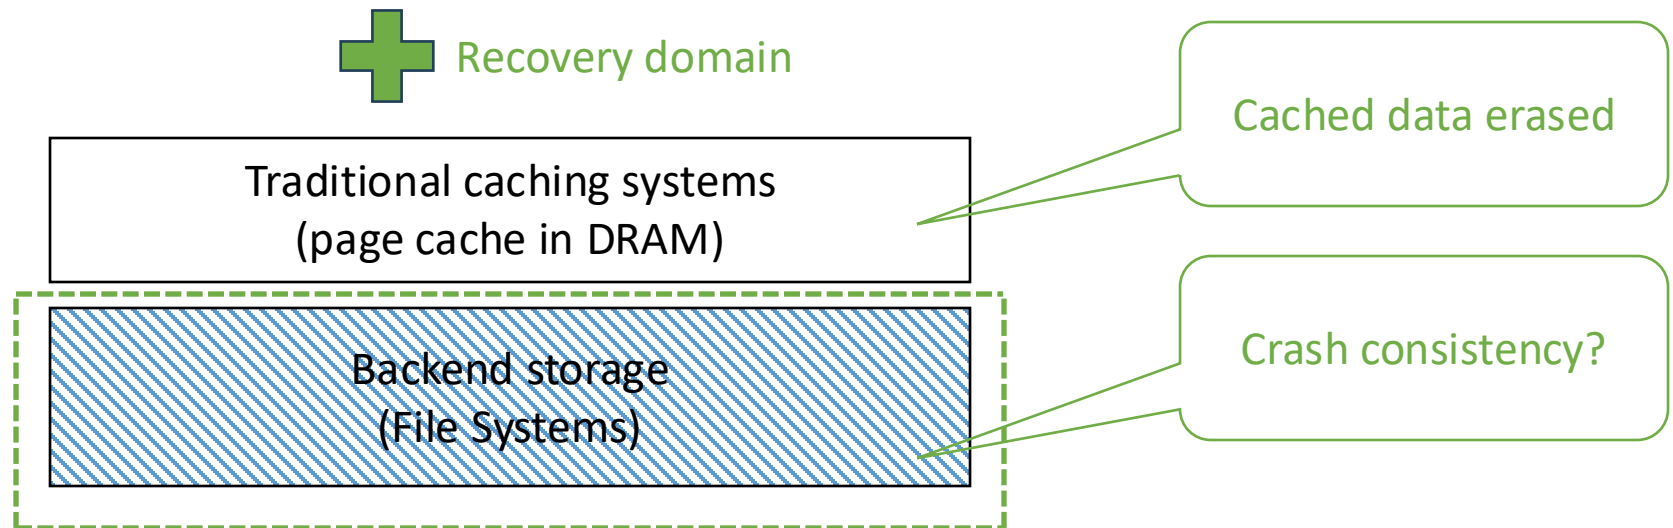 Recovery domain
Cached data erased
Traditional caching systems
(page cache in DRAM)
Crash consistency?
Backend storage
(File Systems)